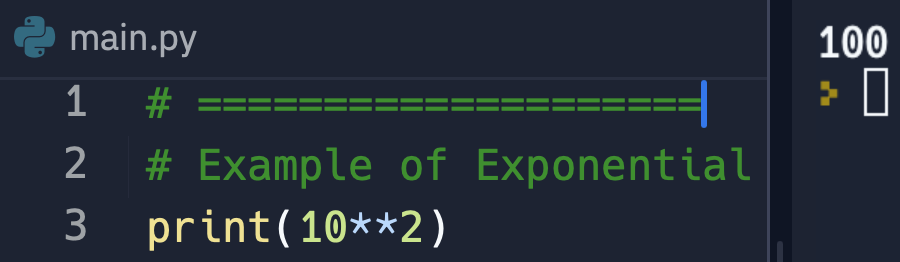 main.py
1 # ====================
2 # Example of Exponential
3 print(10**2)
100